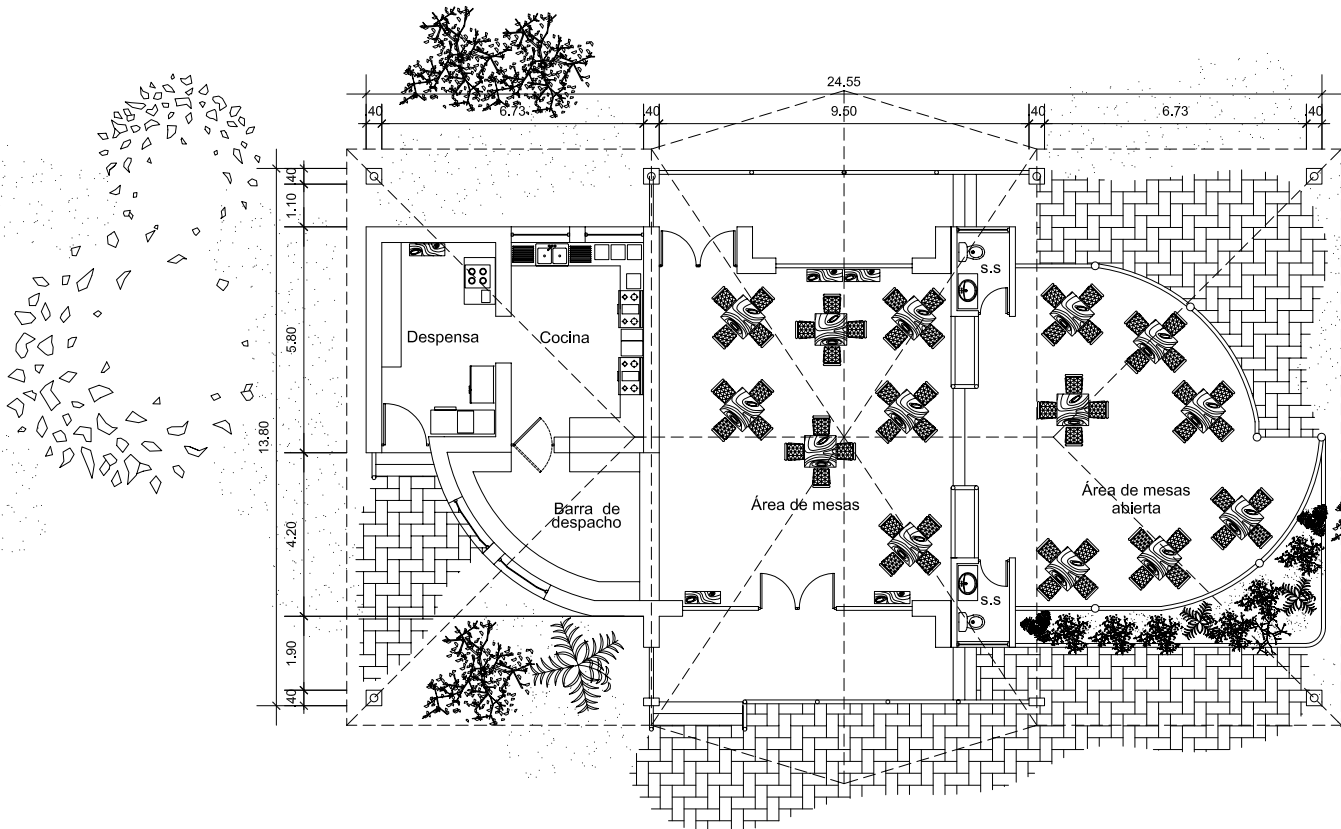 24.55
40
6.73
40
9.50
40
6.73
40
40
1.10
5.80
13.80
4.20
1.90
40
Despensa
Cocina
S.S
Barra de
despacho
Área de mesas
Área de mesas
abierta
S.S